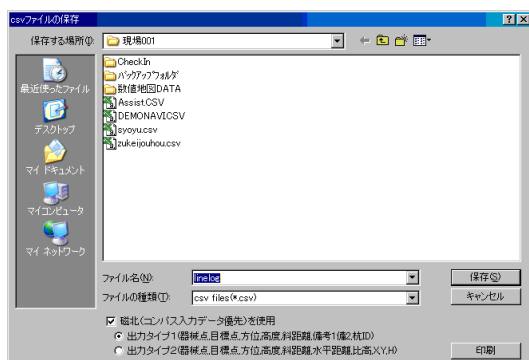 csvファイルの保存
保存する場所(I):
現場001
CheckIn
バックアップフォルダ
数値地図DATA
Assist.CSV
DEMONAVI.CSV
syoyu.csv
zukeijouhou.csv
最近使ったファイル
デスクトップ
マイ ドキュメント
マイコンピュータ
マイ ネットワーク
ファイル名(N):
linelog
保存(S)
ファイルの種類(T):
csv files(*.csv)
キャンセル
磁北(コンパス入力データ優先)を使用
出力タイプ1(器械点,目標点,方位,高度,斜距離,備考1(備2,杭ID)
出力タイプ2(器械点,目標点,方位,高度,斜距離,水平距離,比高,X,Y,H)
印刷